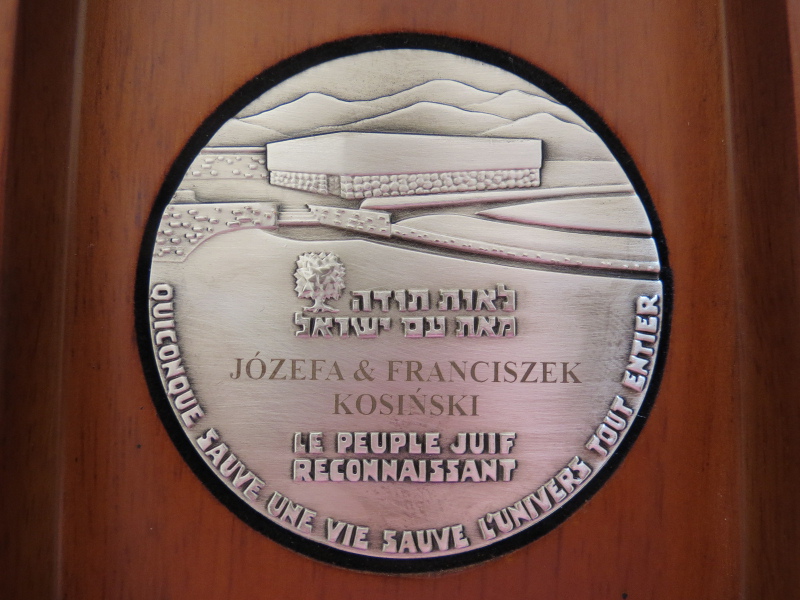 לאות תודה
מאת עם ישראל
JÓZEFA & FRANCISZEK
KOSIŃSKI
LE PEUPLE JUIF
RECONNAISSANT
QUICONQUE SAUVE UNE VIE SAUVE L'UNIVERS TOUT ENTIER